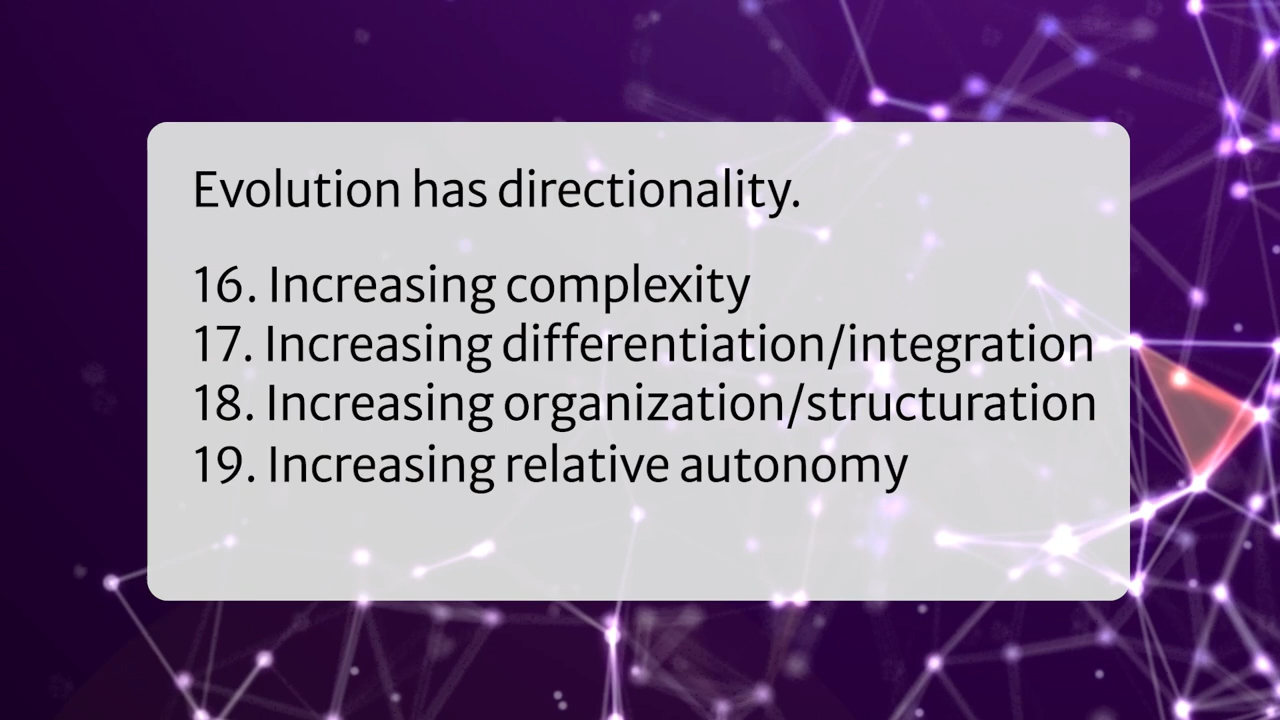 Evolution has directionality.
16. Increasing complexity
17. Increasing differentiation/integration
18. Increasing organization/structuration
19. Increasing relative autonomy